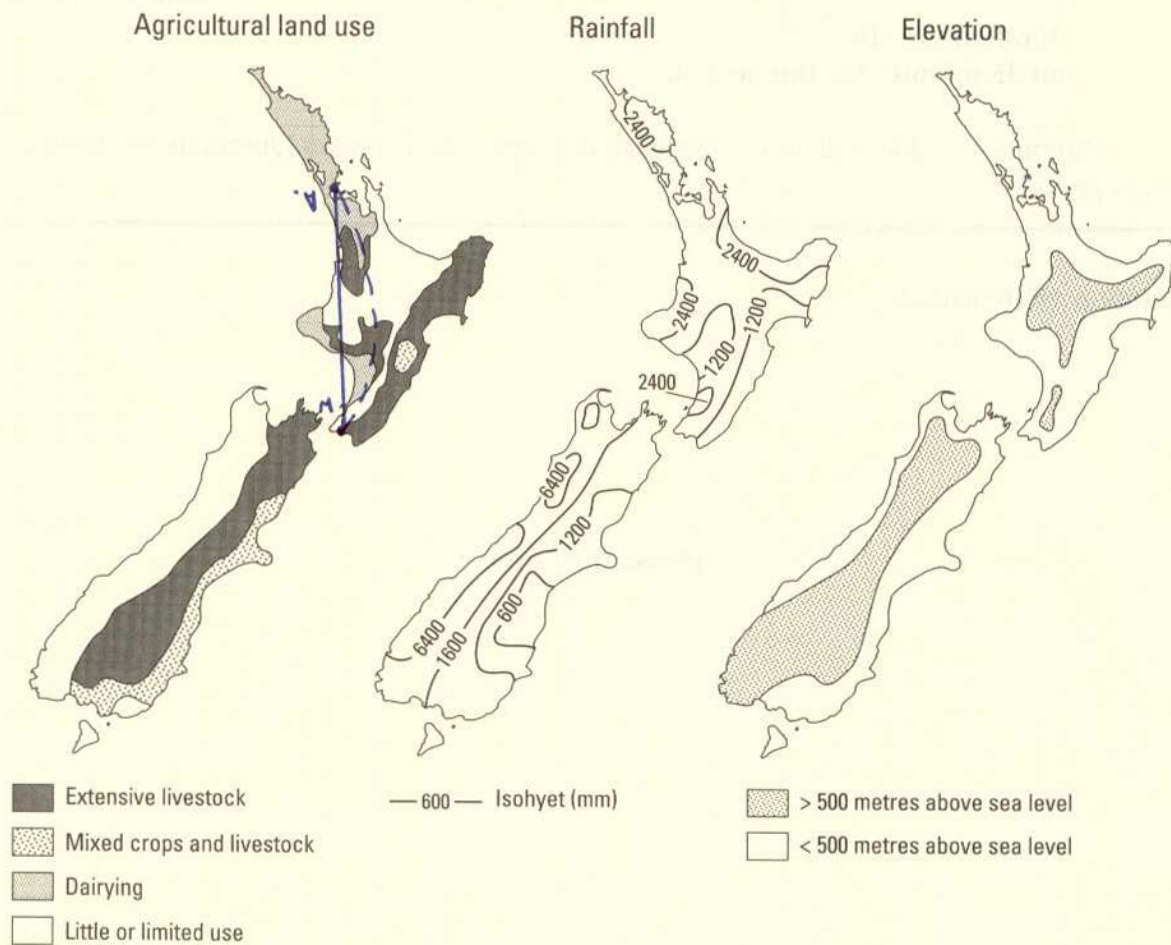 Agricultural land use
Rainfall
Elevation
A.
A
2400
2400
2400
1200
1200
2400
6400
1200
600
6400
1600
Extensive livestock
Mixed crops and livestock
Dairying
Little or limited use
600 Isohyet (mm)
> 500 metres above sea level
< 500 metres above sea level